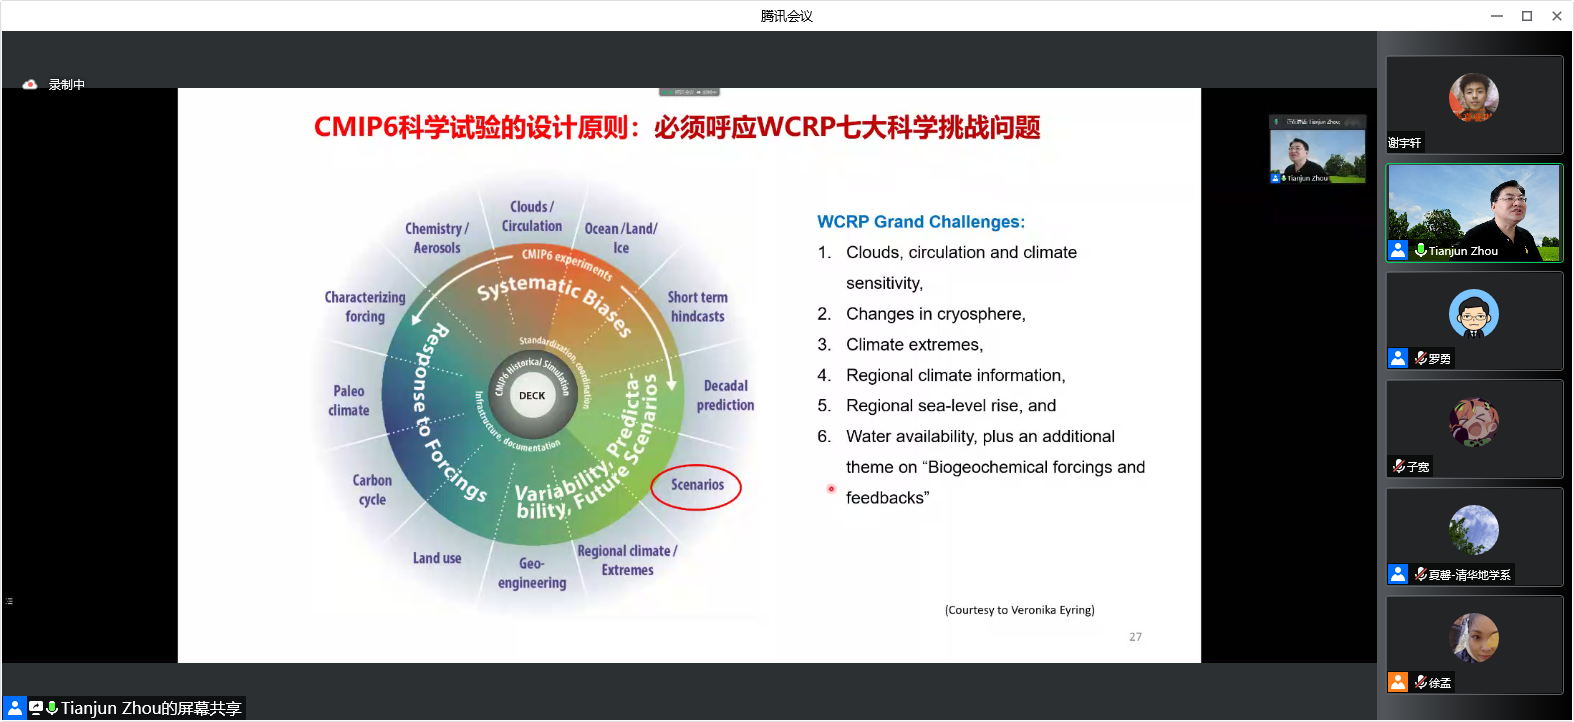 腾讯会议
录制中
CMIP6科学试验的设计原则：必须呼应WCRP七大科学挑战问题
Clouds /
Circulation
Ocean /Land/
Ice
Short term
hindcasts
Decadal
prediction
Scenarios
Regional climate /
Extremes
Geo-
engineering
Land use
Carbon
cycle
Paleo
climate
Characterizing
forcing
Chemistry /
Aerosols
CMIP6 experiments
Systematic Biases
Response to Forcings
Variability, Predicta-
bility, Future Scenarios
Standardization, coordination
Infrastructure, documentation
CMIP6 Historical Simulation
DECK
WCRP Grand Challenges:
1. Clouds, circulation and climate
sensitivity,
2. Changes in cryosphere,
3. Climate extremes,
4. Regional climate information,
5. Regional sea-level rise, and
6. Water availability, plus an additional
theme on “Biogeochemical forcings and
feedbacks”
(Courtesy to Veronika Eyring)
27
Tianjun Zhou
Tianjun Zhou的屏幕共享
谢宇轩
Tianjun Zhou
罗勇
子宽
夏馨-清华地学系
徐孟